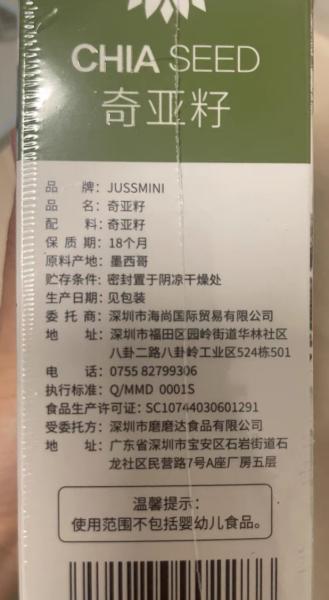 CHIA SEED
奇亚籽
品 牌: JUSSMINI
品 名: 奇亚籽
配 料: 奇亚籽
保 质 期: 18个月
原料产地: 墨西哥
贮存条件: 密封置于阴凉干燥处
生产日期: 见包装
委 托 商: 深圳市海尚国际贸易有限公司
地 址: 深圳市福田区园岭街道华林社区
八卦二路八卦岭工业区524栋501
电 话: 0755 82799306
执行标准: Q/MMD 0001S
食品生产许可证: SC10744030601291
受委托方: 深圳市磨磨达食品有限公司
地 址: 广东省深圳市宝安区石岩街道石
龙社区民营路7号A座厂房五层
温馨提示:
使用范围不包括婴幼儿食品。